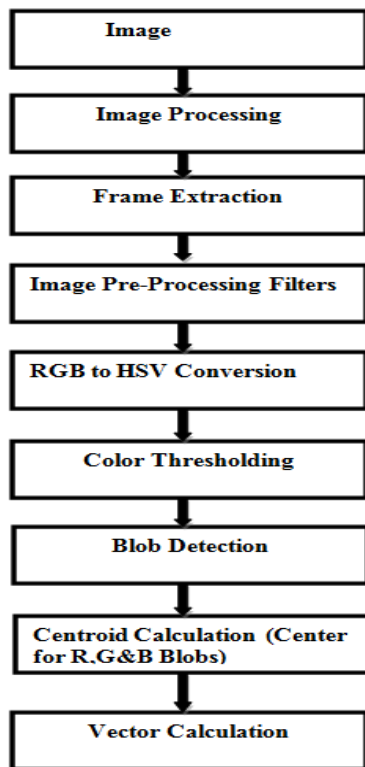 Image
Image Processing
Frame Extraction
Image Pre-Processing Filters
RGB to HSV Conversion
Color Thresholding
Blob Detection
Centroid Calculation (Center
for R,G&B Blobs)
Vector Calculation